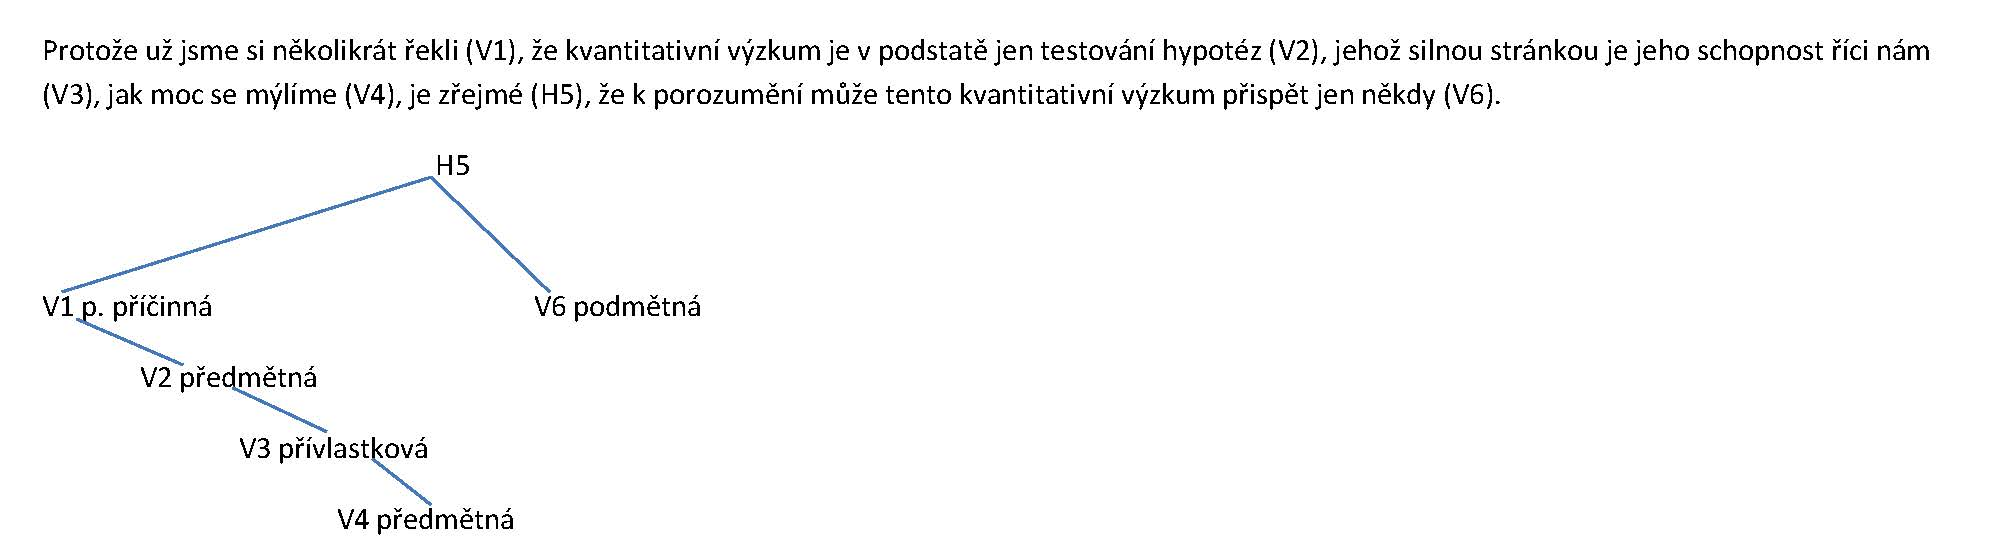 Protože už jsme si několikrát řekli (V1), že kvantitativní výzkum je v podstatě jen testování hypotéz (V2), jehož silnou stránkou je jeho schopnost říci nám
(V3), jak moc se mýlíme (V4), je zřejmé (H5), že k porozumění může tento kvantitativní výzkum přispět jen někdy (V6).
H5
V1 p. příčinná
V6 podmětná
V2 předmětná
V3 přívlastková
V4 předmětná